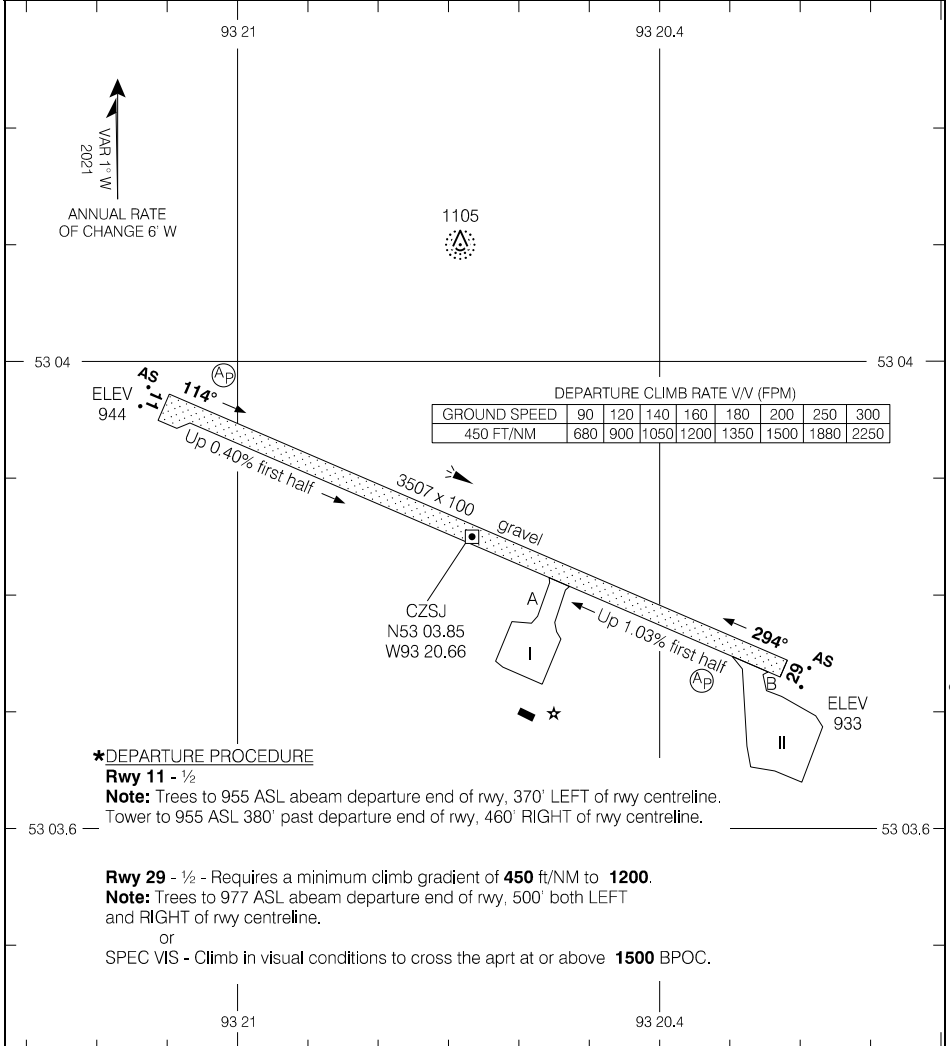 93 21
93 20.4
VAR 1° W
2021
ANNUAL RATE
OF CHANGE 6' W
1105
53 04
53 04
AS
11
ELEV
944
114°
AP
Up 0.40% first half
DEPARTURE CLIMB RATE V/V (FPM)
GROUND SPEED 90 120 140 160 180 200 250 300
450 FT/NM 680 900 1050 1200 1350 1500 1880 2250
3507 x 100
gravel
CZSJ
N53 03.85
W93 20.66
A
I
Up 1.03% first half
294°
AS
29
AP
B
II
ELEV
933
*DEPARTURE PROCEDURE
Rwy 11 - ½
Note: Trees to 955 ASL abeam departure end of rwy, 370' LEFT of rwy centreline.
Tower to 955 ASL 380' past departure end of rwy, 460' RIGHT of rwy centreline.
53 03.6
53 03.6
Rwy 29 - ½ - Requires a minimum climb gradient of 450 ft/NM to 1200.
Note: Trees to 977 ASL abeam departure end of rwy, 500' both LEFT
and RIGHT of rwy centreline.
or
SPEC VIS - Climb in visual conditions to cross the aprt at or above 1500 BPOC.
93 21
93 20.4